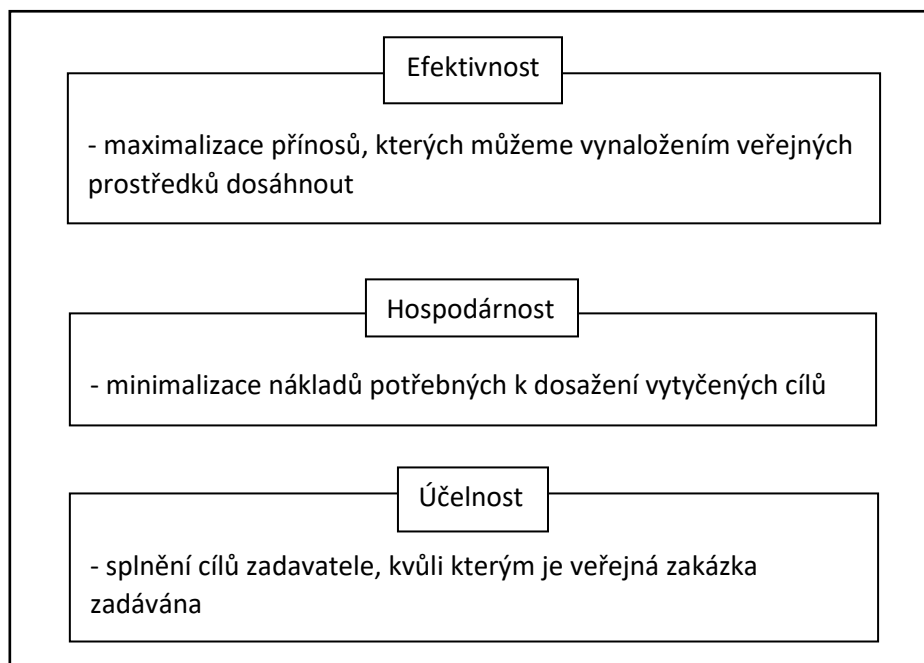 Efektivnost
- maximalizace přínosů, kterých můžeme vynaložením veřejných
prostředků dosáhnout
Hospodárnost
- minimalizace nákladů potřebných k dosažení vytyčených cílů
Účelnost
- splnění cílů zadavatele, kvůli kterým je veřejná zakázka
zadávána